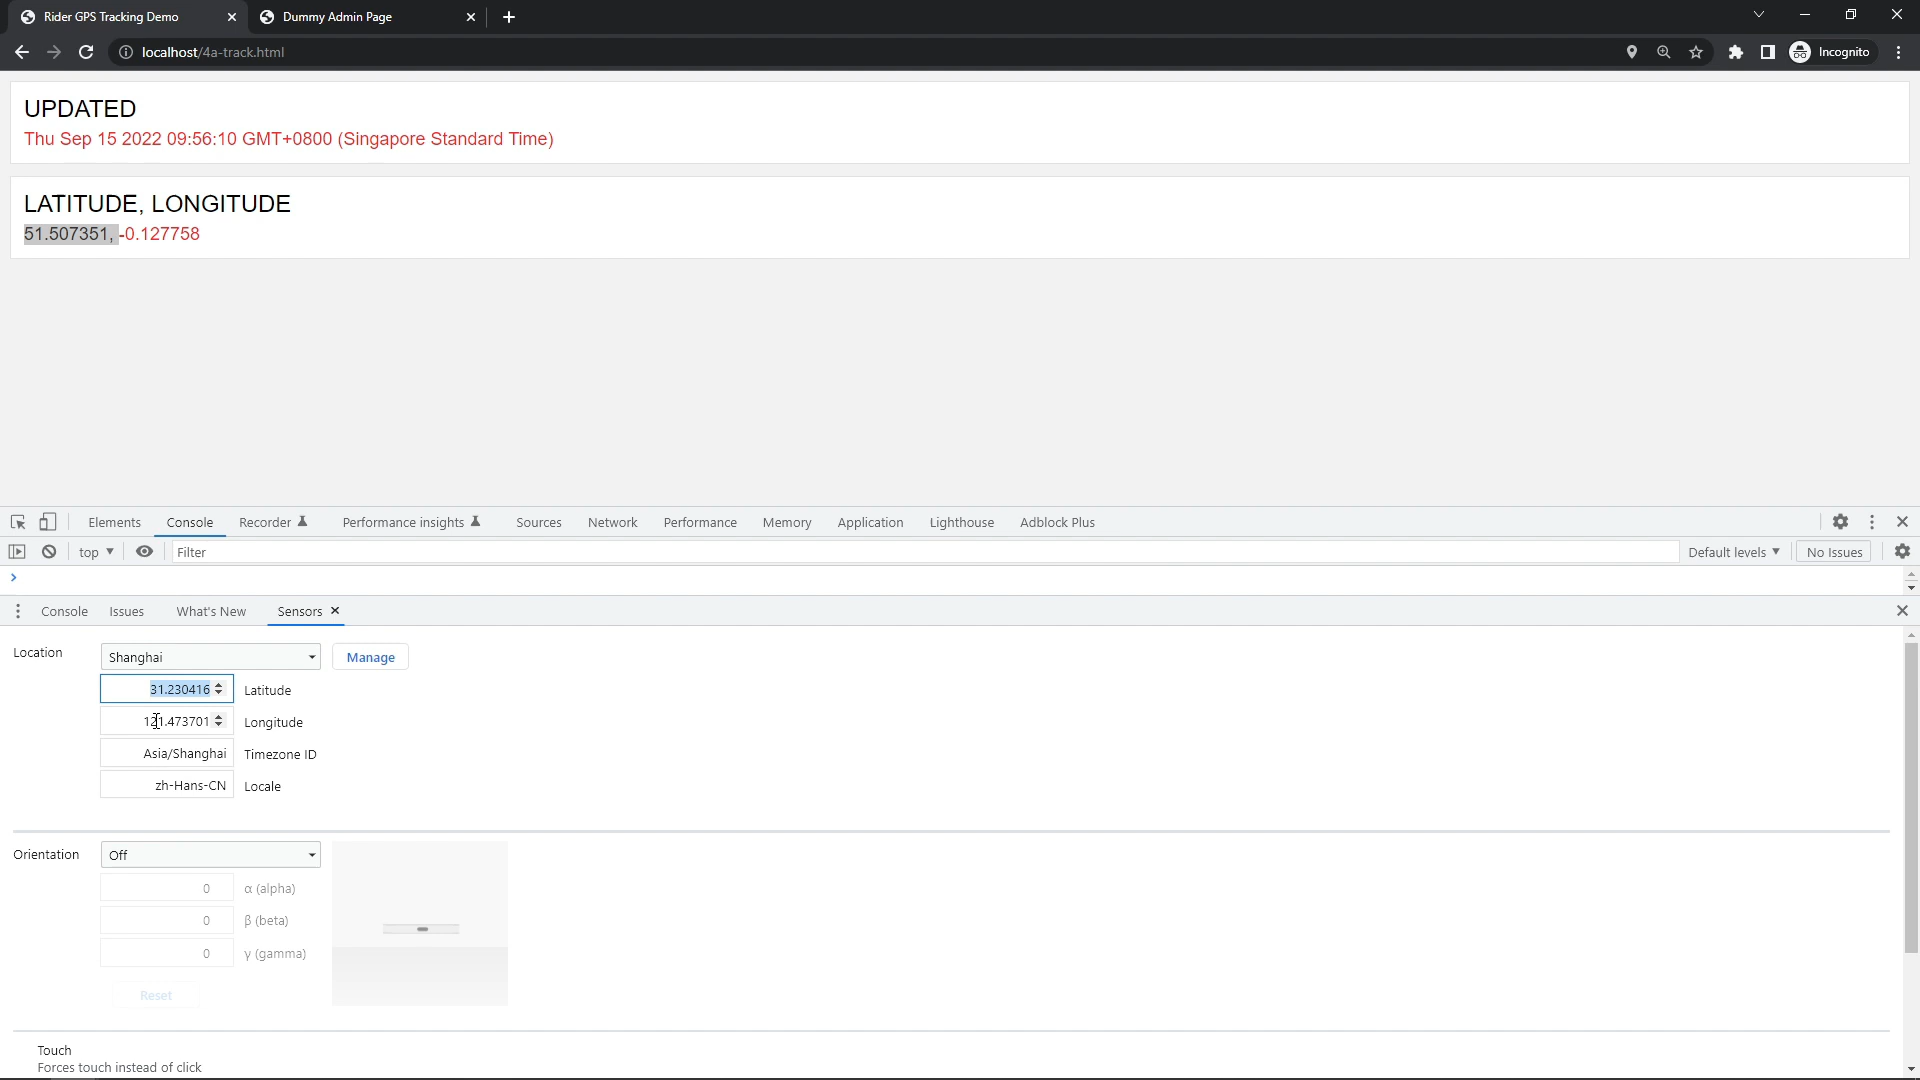 Rider GPS Tracking Demo
Dummy Admin Page
localhost/4a-track.html
Incognito
UPDATED
Thu Sep 15 2022 09:56:10 GMT+0800 (Singapore Standard Time)
LATITUDE, LONGITUDE
51.507351, -0.127758
Elements Console Recorder Performance insights Sources Network Performance Memory Application Lighthouse Adblock Plus
top Filter Default levels No Issues
Console Issues What's New Sensors
Location Shanghai Manage
31.230416 Latitude
121.473701 Longitude
Asia/Shanghai Timezone ID
zh-Hans-CN Locale
Orientation Off
0 α (alpha)
0 β (beta)
0 γ (gamma)
Reset
Touch
Forces touch instead of click